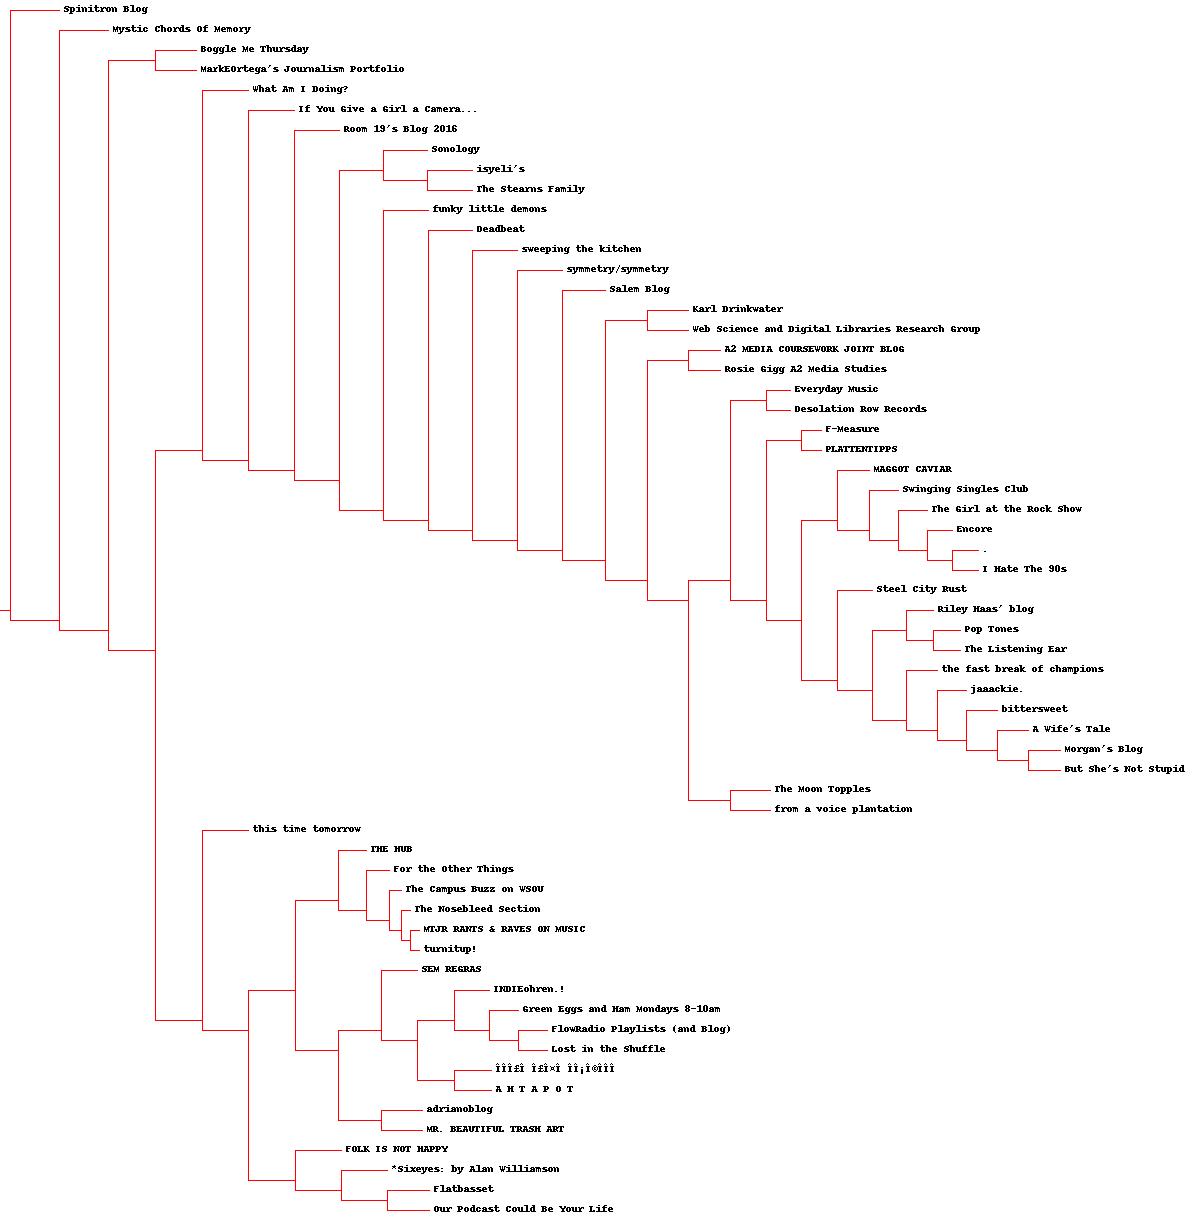 Spinitron Blog
Mystic Chords Of Memory
Boggle Me Thursday
MarkEOrtega's Journalism Portfolio
What Am I Doing?
If You Give a Girl a Camera...
Room 19's Blog 2016
Sonology
isyeli's
The Stearns Family
funky little demons
Deadbeat
sweeping the kitchen
symmetry/symmetry
Salem Blog
Karl Drinkwater
Web Science and Digital Libraries Research Group
A2 MEDIA COURSEWORK JOINT BLOG
Rosie Gigg A2 Media Studies
Everyday Music
Desolation Row Records
F-Measure
PLATTENTIPPS
MAGGOT CAVIAR
Swinging Singles Club
The Girl at the Rock Show
Encore
.
I Hate The 90s
Steel City Rust
Riley Haas' blog
Pop Tones
The Listening Ear
the fast break of champions
jaaackie.
bittersweet
A Wife's Tale
Morgan's Blog
But She's Not Stupid
The Moon Topples
from a voice plantation
this time tomorrow
THE HUB
For the Other Things
The Campus Buzz on WSOU
The Nosebleed Section
MTJR RANTS & RAVES ON MUSIC
turnitup!
SEM REGRAS
INDIEohren.!
Green Eggs and Ham Mondays 8-10am
FlowRadio Playlists (and Blog)
Lost in the Shuffle
ÎÎÎ£Î Î£Î×Î ÎÎ¡Î©ÎÎÎ
A H T A P O T
adrianoblog
MR. BEAUTIFUL TRASH ART
FOLK IS NOT HAPPY
*Sixeyes: by Alan Williamson
Flatbasset
Our Podcast Could Be Your Life